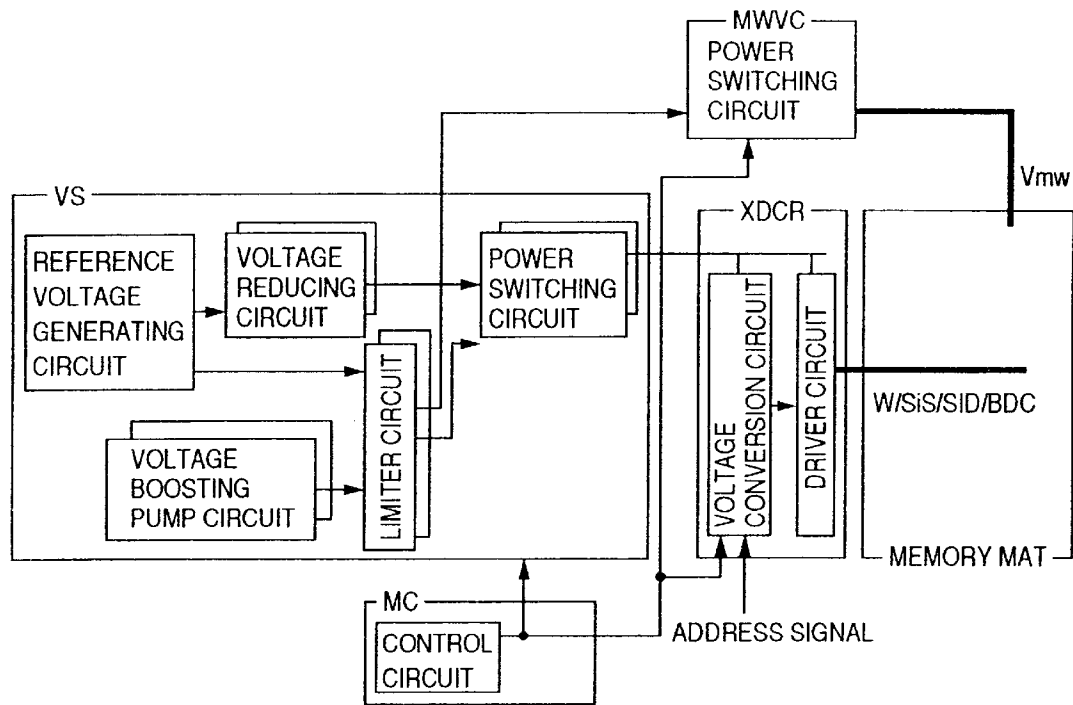 MWVC
POWER
SWITCHING
CIRCUIT
Vmw
VS
REFERENCE
VOLTAGE
GENERATING
CIRCUIT
VOLTAGE
REDUCING
CIRCUIT
POWER
SWITCHING
CIRCUIT
LIMITER CIRCUIT
VOLTAGE
BOOSTING
PUMP CIRCUIT
XDCR
VOLTAGE
CONVERSION CIRCUIT
DRIVER CIRCUIT
W/SiS/SID/BDC
MEMORY MAT
MC
CONTROL
CIRCUIT
ADDRESS SIGNAL